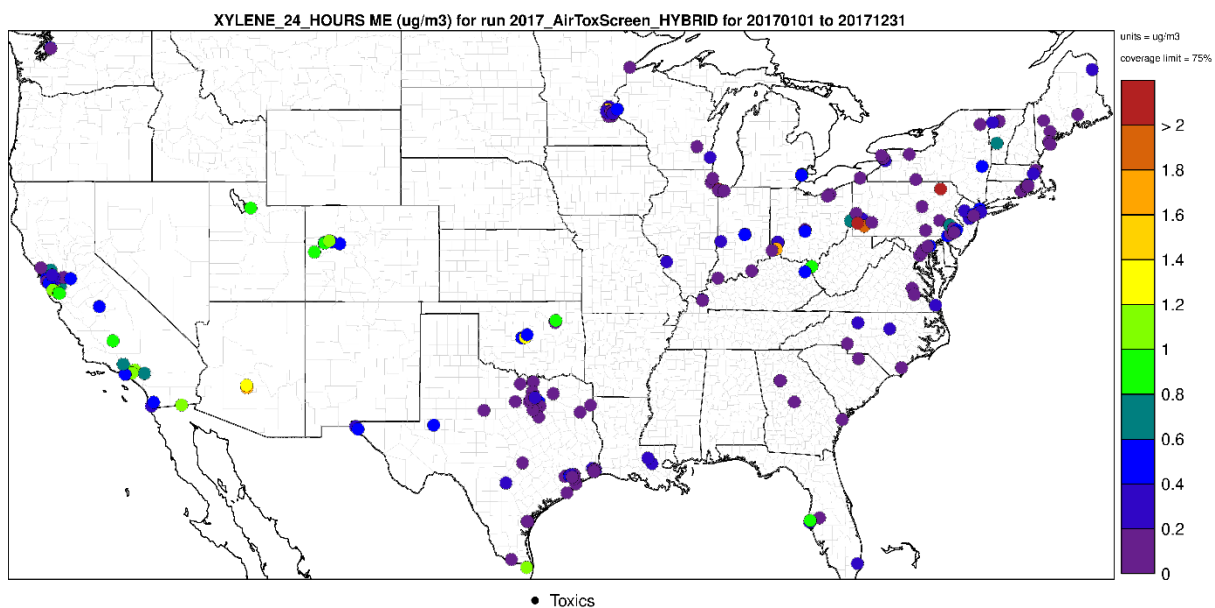 XYLENE_24_HOURS ME (ug/m3) for run 2017_AirToxScreen_HYBRID for 20170101 to 20171231
units = ug/m3
coverage limit = 75%
> 2
1.8
1.6
1.4
1.2
1
0.8
0.6
0.4
0.2
0
Toxics